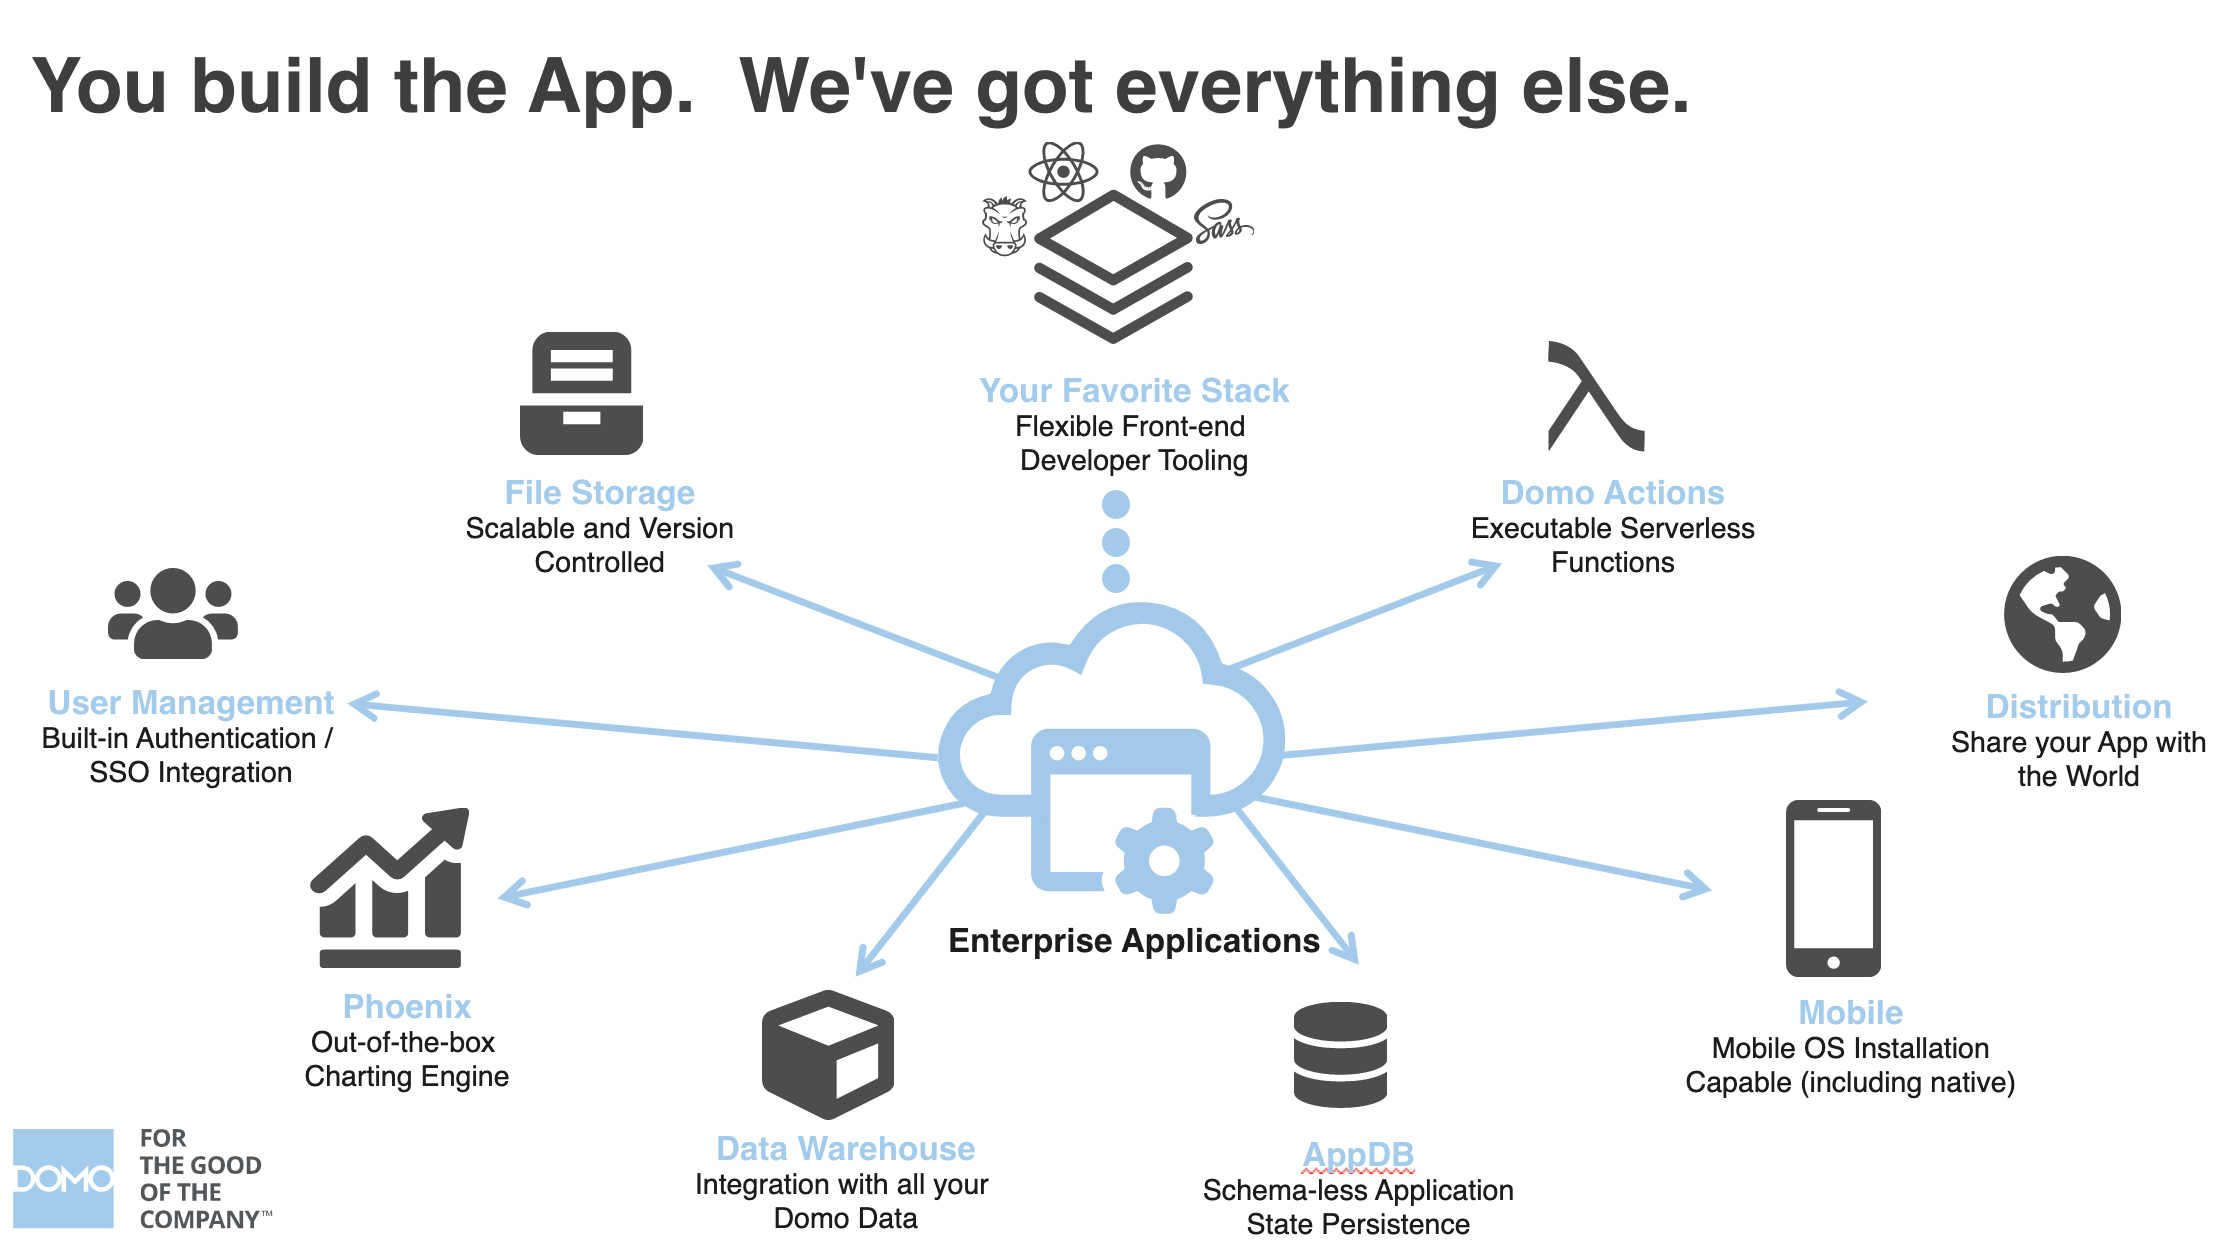 You build the App.  We've got everything else.
Sass
Your Favorite Stack
Flexible Front-end
Developer Tooling
File Storage
Scalable and Version
Controlled
Domo Actions
Executable Serverless
Functions
User Management
Built-in Authentication /
SSO Integration
Distribution
Share your App with
the World
Enterprise Applications
Phoenix
Out-of-the-box
Charting Engine
Mobile
Mobile OS Installation
Capable (including native)
Data Warehouse
Integration with all your
Domo Data
AppDB
Schema-less Application
State Persistence
DOMO
FOR
THE GOOD
OF THE
COMPANY™